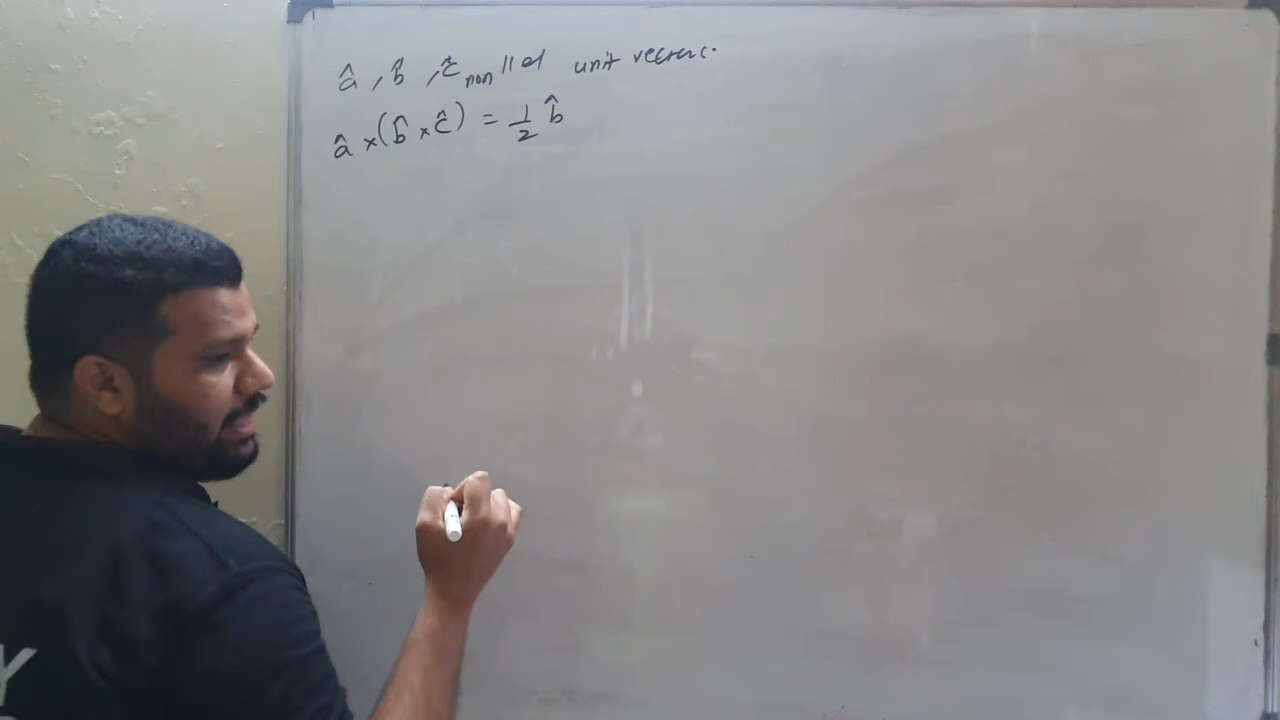 â, b̂, ĉ non ||el unit vectors.
â × (b̂ × ĉ) = 1/2 b̂
Y